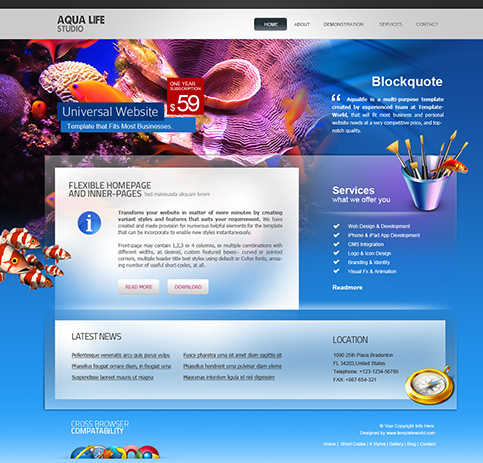 AQUA LIFE
STUDIO
HOME
ABOUT
DEMONSTRATION
SERVICES
CONTACT
ONE YEAR
SUBSCRIPTION
$59
Universal Website
Template that Fits Most Businesses
Blockquote
“ Aqualife is a multi-purpose template
created by experienced team at Template-
World, that will fit most business and personal
website needs at a very competitive price, and top-
notch quality.
FLEXIBLE HOMEPAGE
AND INNER-PAGES Sed malesuada aliquam lorem
Transform your website in matter of mere minutes by creating
variant styles and features that suits your requirement. We have
created and made provision for numerous helpful elements for the template
that can be incorporate to enable new styles instantaneously.
Front-page may contain 1,2,3 or 4 columns, or multiple combinations with
different widths, as desired, custom featured boxes– curved or pointed
corners, multiple header title text styles using default or Cufon fonts, amaz-
ing number of useful short-codes, at all.
READ MORE
DOWNLOAD
Services
what we offer you
Web Design & Development
iPhone & iPad App Development
CMS Integration
Logo & Icon Design
Branding & Identity
Visual Fx & Animation
Readmore
LATEST NEWS
Pellentesque venenatis arcu quis purus vulpu
Phasellus feugiat ornare diam, in feugiat urna
Suspendisse laoreet mauris ut magna
Fusce pharetra urna sit amet diam sagittis sit
Phasellus hendrerit urna pulvinar diam eleme
Maecenas interdum ligula id nisl dignissim
LOCATION
1090 25th Place,Bradenton
FL 34203,United States
Telephone: +123-1234-56789
FAX: +987-654-321
CROSS BROWSER
COMPATABILITY
© Your Copyright Info Here.
Designed by www.templateworld.com
Home | Short Codes | 4 Styles | Gallery | Blog | Contact